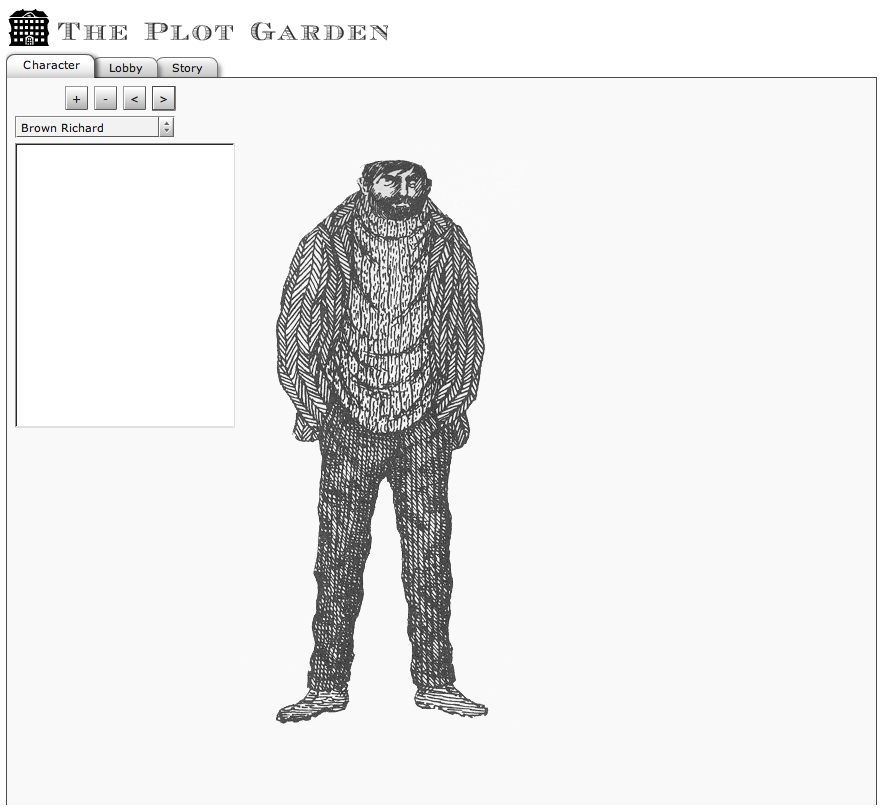 The Plot Garden
Character Lobby Story
+ - < >
Brown Richard